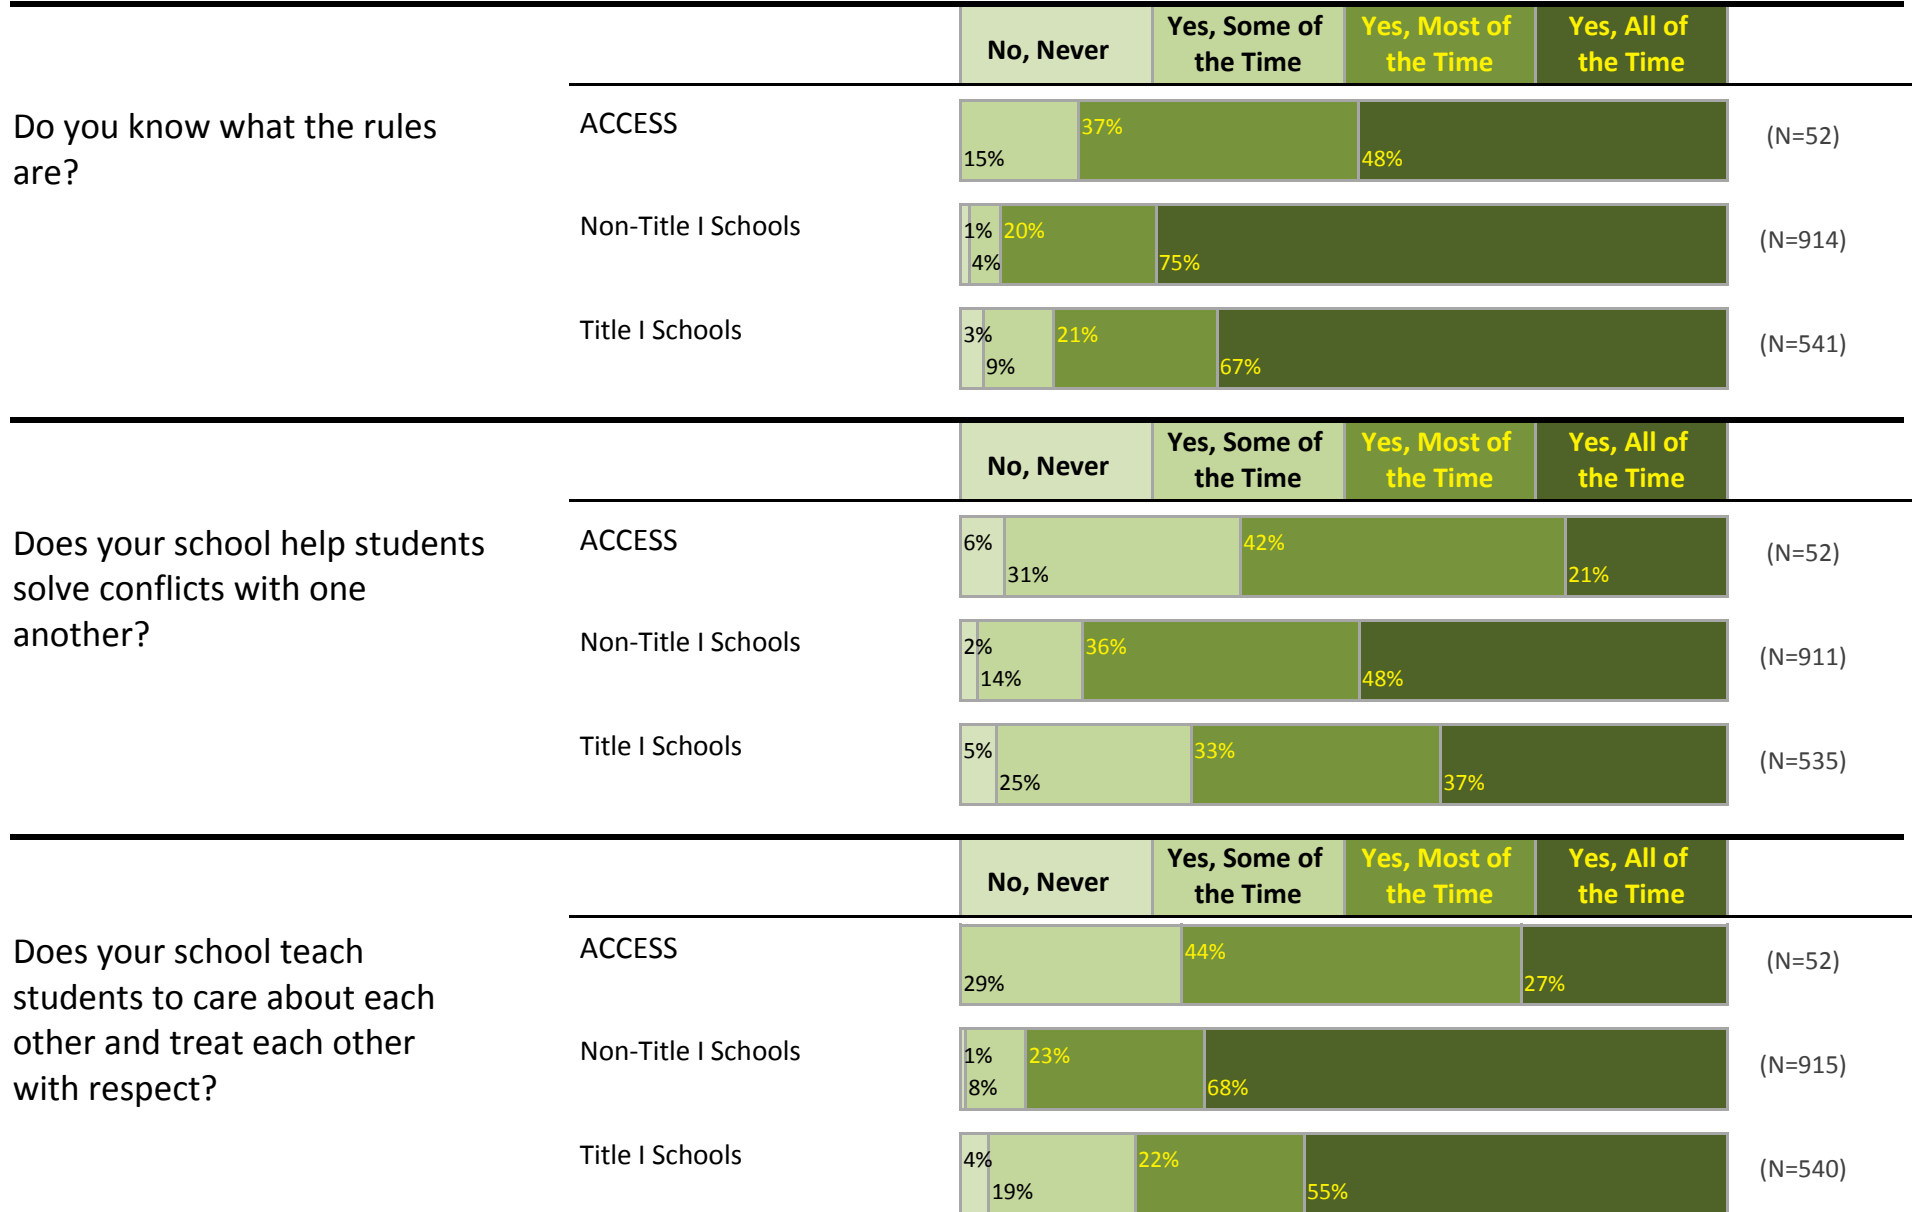 No, Never
Yes, Some of
the Time
Yes, Most of
the Time
Yes, All of
the Time
Do you know what the rules
are?
ACCESS
15%
37%
48%
(N=52)
Non-Title I Schools
1%
4%
20%
75%
(N=914)
Title I Schools
3%
9%
21%
67%
(N=541)
No, Never
Yes, Some of
the Time
Yes, Most of
the Time
Yes, All of
the Time
Does your school help students
solve conflicts with one
another?
ACCESS
6%
31%
42%
21%
(N=52)
Non-Title I Schools
2%
14%
36%
48%
(N=911)
Title I Schools
5%
25%
33%
37%
(N=535)
No, Never
Yes, Some of
the Time
Yes, Most of
the Time
Yes, All of
the Time
Does your school teach
students to care about each
other and treat each other
with respect?
ACCESS
29%
44%
27%
(N=52)
Non-Title I Schools
1%
8%
23%
68%
(N=915)
Title I Schools
4%
19%
22%
55%
(N=540)